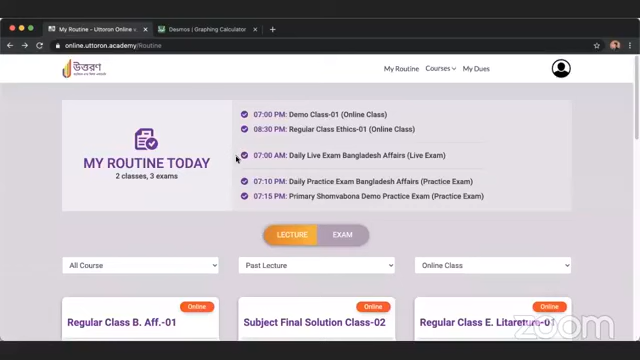 My Routine - Uttoron Online
Desmos | Graphing Calculator
online.uttoron.academy/Routine
উত্তরণ
My Routine
Courses
My Dues
07:00 PM: Demo Class-01 (Online Class)
08:30 PM: Regular Class Ethics-01 (Online Class)
07:00 AM: Daily Live Exam Bangladesh Affairs (Live Exam)
MY ROUTINE TODAY
2 classes, 3 exams
07:10 PM: Daily Practice Exam Bangladesh Affairs (Practice Exam)
07:15 PM: Primary Shomvabona Demo Practice Exam (Practice Exam)
LECTURE
EXAM
All Course
Past Lecture
Online Class
Online
Online
Online
Regular Class B. Aff.-01
Subject Final Solution Class-02
Regular Class E. Litareture-01
zoom